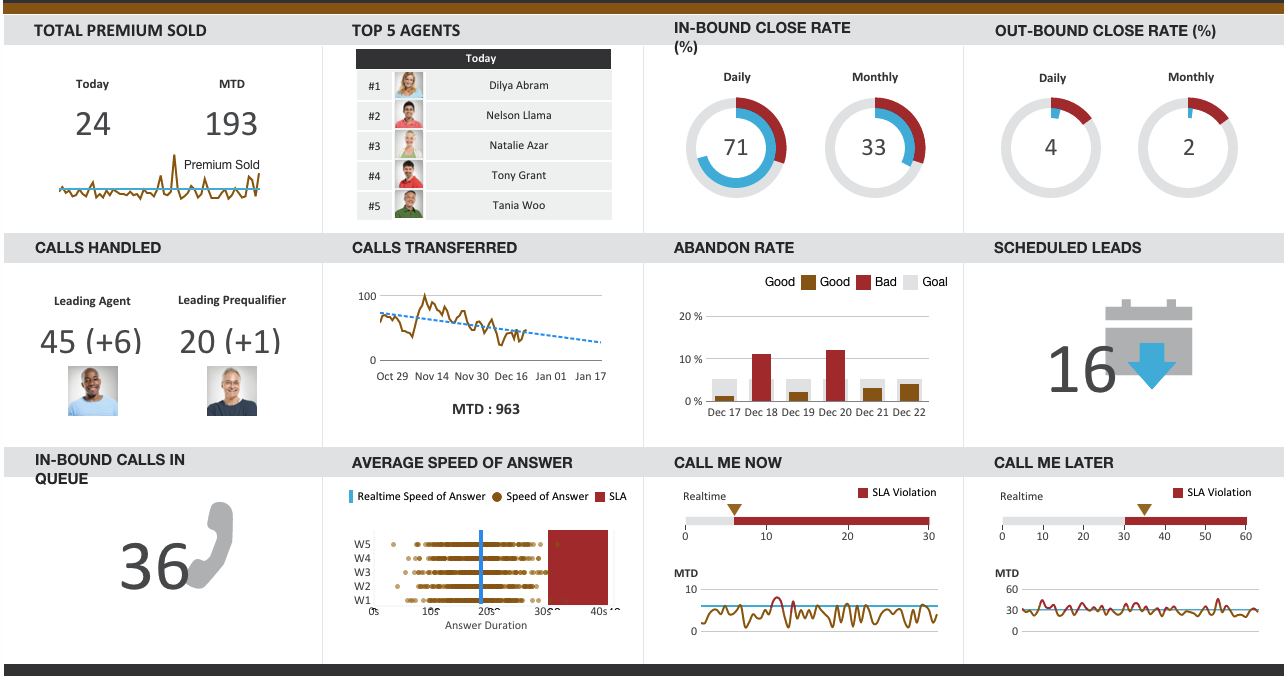 TOTAL PREMIUM SOLD
Today
MTD
24
193
Premium Sold
TOP 5 AGENTS
Today
#1 Dilya Abram
#2 Nelson Llama
#3 Natalie Azar
#4 Tony Grant
#5 Tania Woo
IN-BOUND CLOSE RATE
(%)
Daily
Monthly
71
33
OUT-BOUND CLOSE RATE (%)
Daily
Monthly
4
2
CALLS HANDLED
Leading Agent
Leading Prequalifier
45 (+6)
20 (+1)
CALLS TRANSFERRED
100
0
Oct 29 Nov 14 Nov 30 Dec 16 Jan 01 Jan 17
MTD : 963
ABANDON RATE
Good Good Bad Goal
20 %
10 %
0 %
Dec 17 Dec 18 Dec 19 Dec 20 Dec 21 Dec 22
SCHEDULED LEADS
16
IN-BOUND CALLS IN
QUEUE
36
AVERAGE SPEED OF ANSWER
Realtime Speed of Answer Speed of Answer SLA
W5
W4
W3
W2
W1
0s 10s 20s 30s 40s
Answer Duration
CALL ME NOW
Realtime
SLA Violation
0 10 20 30
MTD
10
0
CALL ME LATER
Realtime
SLA Violation
0 10 20 30 40 50 60
MTD
60
30
0